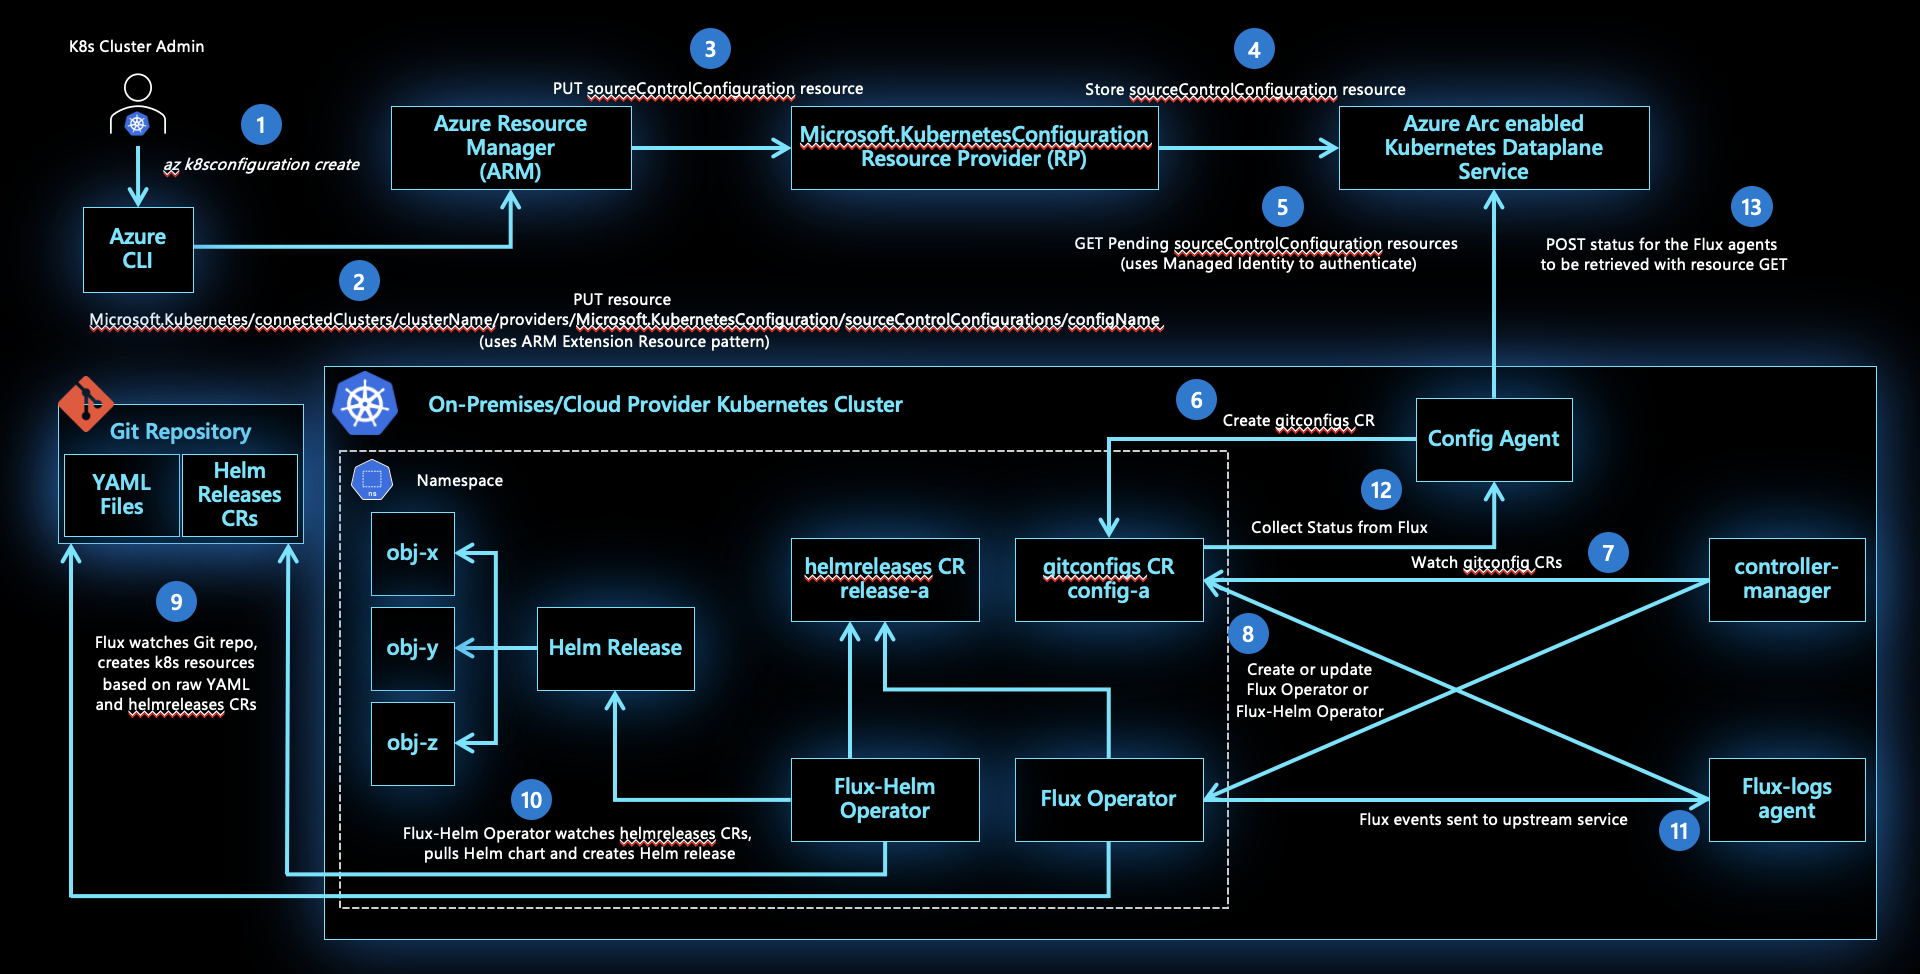 K8s Cluster Admin
1
az k8sconfiguration create
Azure
CLI
2
PUT resource
Microsoft.Kubernetes/connectedClusters/clusterName/providers/Microsoft.KubernetesConfiguration/sourceControlConfigurations/configName
(uses ARM Extension Resource pattern)
Azure Resource
Manager
(ARM)
3
PUT sourceControlConfiguration resource
Microsoft.KubernetesConfiguration
Resource Provider (RP)
4
Store sourceControlConfiguration resource
Azure Arc enabled
Kubernetes Dataplane
Service
5
GET Pending sourceControlConfiguration resources
(uses Managed Identity to authenticate)
13
POST status for the Flux agents
to be retrieved with resource GET
Git Repository
YAML
Files
Helm
Releases
CRs
9
Flux watches Git repo,
creates k8s resources
based on raw YAML
and helmreleases CRs
On-Premises/Cloud Provider Kubernetes Cluster
6
Create gitconfigs CR
Config Agent
ns
Namespace
12
Collect Status from Flux
obj-x
obj-y
obj-z
Helm Release
helmreleases CR
release-a
gitconfigs CR
config-a
7
Watch gitconfig CRs
controller-
manager
8
Create or update
Flux Operator or
Flux-Helm Operator
10
Flux-Helm Operator watches helmreleases CRs,
pulls Helm chart and creates Helm release
Flux-Helm
Operator
Flux Operator
Flux events sent to upstream service
11
Flux-logs
agent